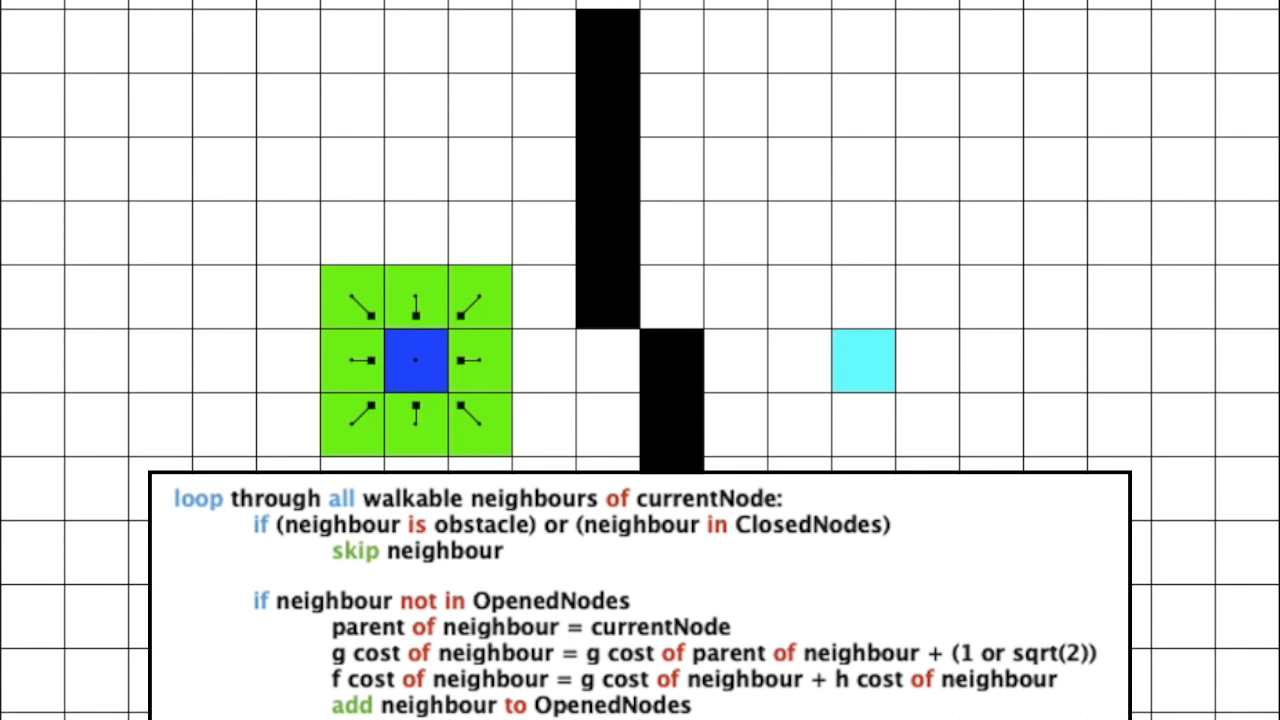 loop through all walkable neighbours of currentNode:
if (neighbour is obstacle) or (neighbour in ClosedNodes)
skip neighbour
if neighbour not in OpenedNodes
parent of neighbour = currentNode
g cost of neighbour = g cost of parent of neighbour + (1 or sqrt(2))
f cost of neighbour = g cost of neighbour + h cost of neighbour
add neighbour to OpenedNodes